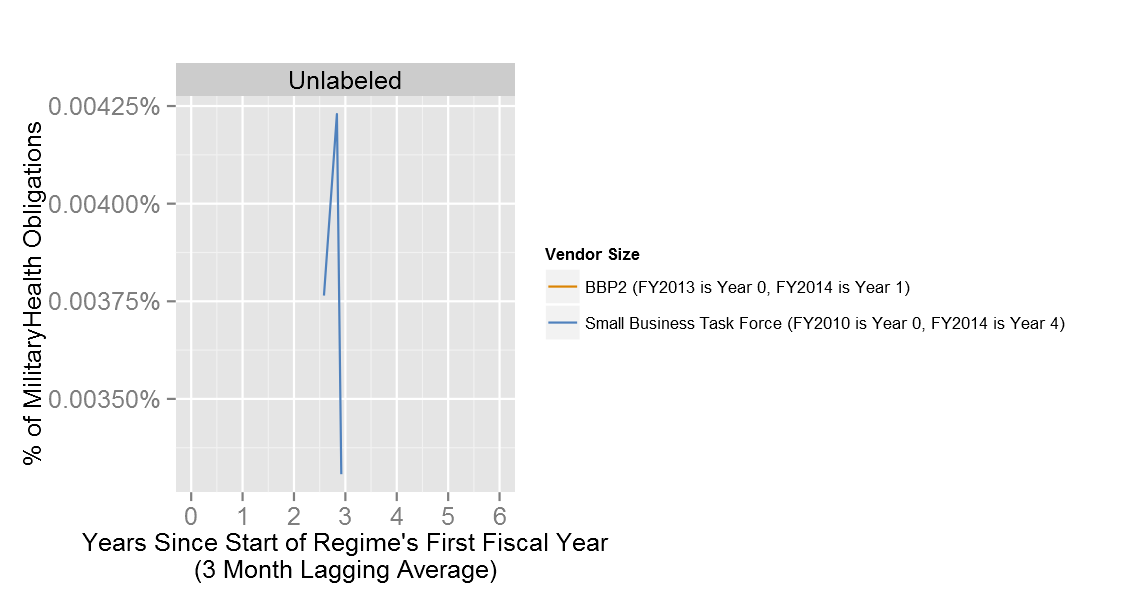 Unlabeled
0.00425%
0.00400%
0.00375%
0.00350%
% of MilitaryHealth Obligations
0 1 2 3 4 5 6
Years Since Start of Regime's First Fiscal Year
(3 Month Lagging Average)
Vendor Size
BBP2 (FY2013 is Year 0, FY2014 is Year 1)
Small Business Task Force (FY2010 is Year 0, FY2014 is Year 4)